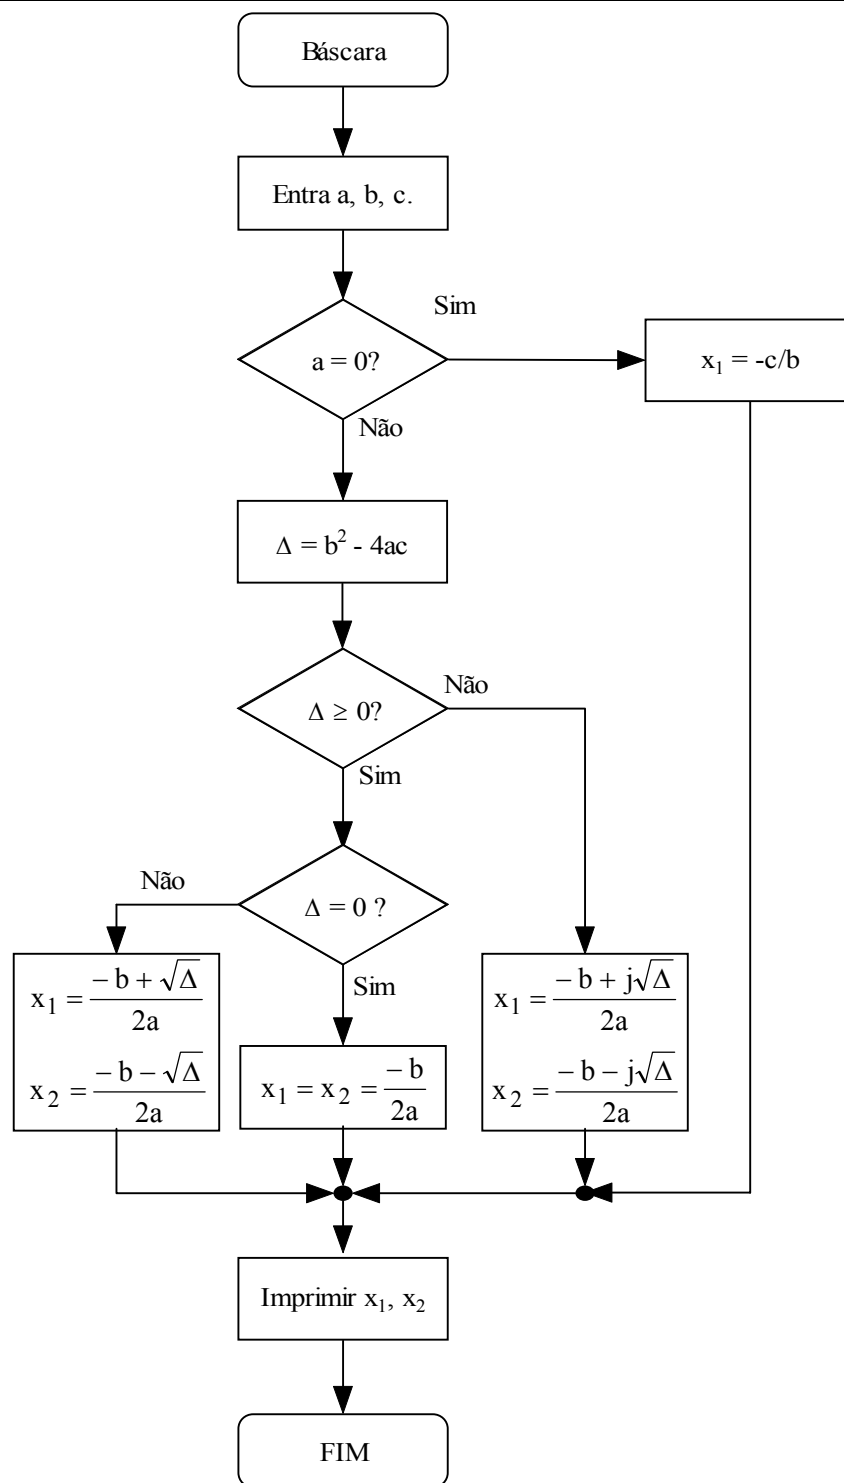 Báscara
Entra a, b, c.
Sim
a = 0?
x₁ = -c/b
Não
Δ = b² - 4ac
Não
Δ ≥ 0?
Sim
Não
Δ = 0 ?
Sim
x₁ = (– b + √Δ) / 2a
x₂ = (– b – √Δ) / 2a
x₁ = x₂ = – b / 2a
x₁ = (– b + j√Δ) / 2a
x₂ = (– b – j√Δ) / 2a
Imprimir x₁, x₂
FIM